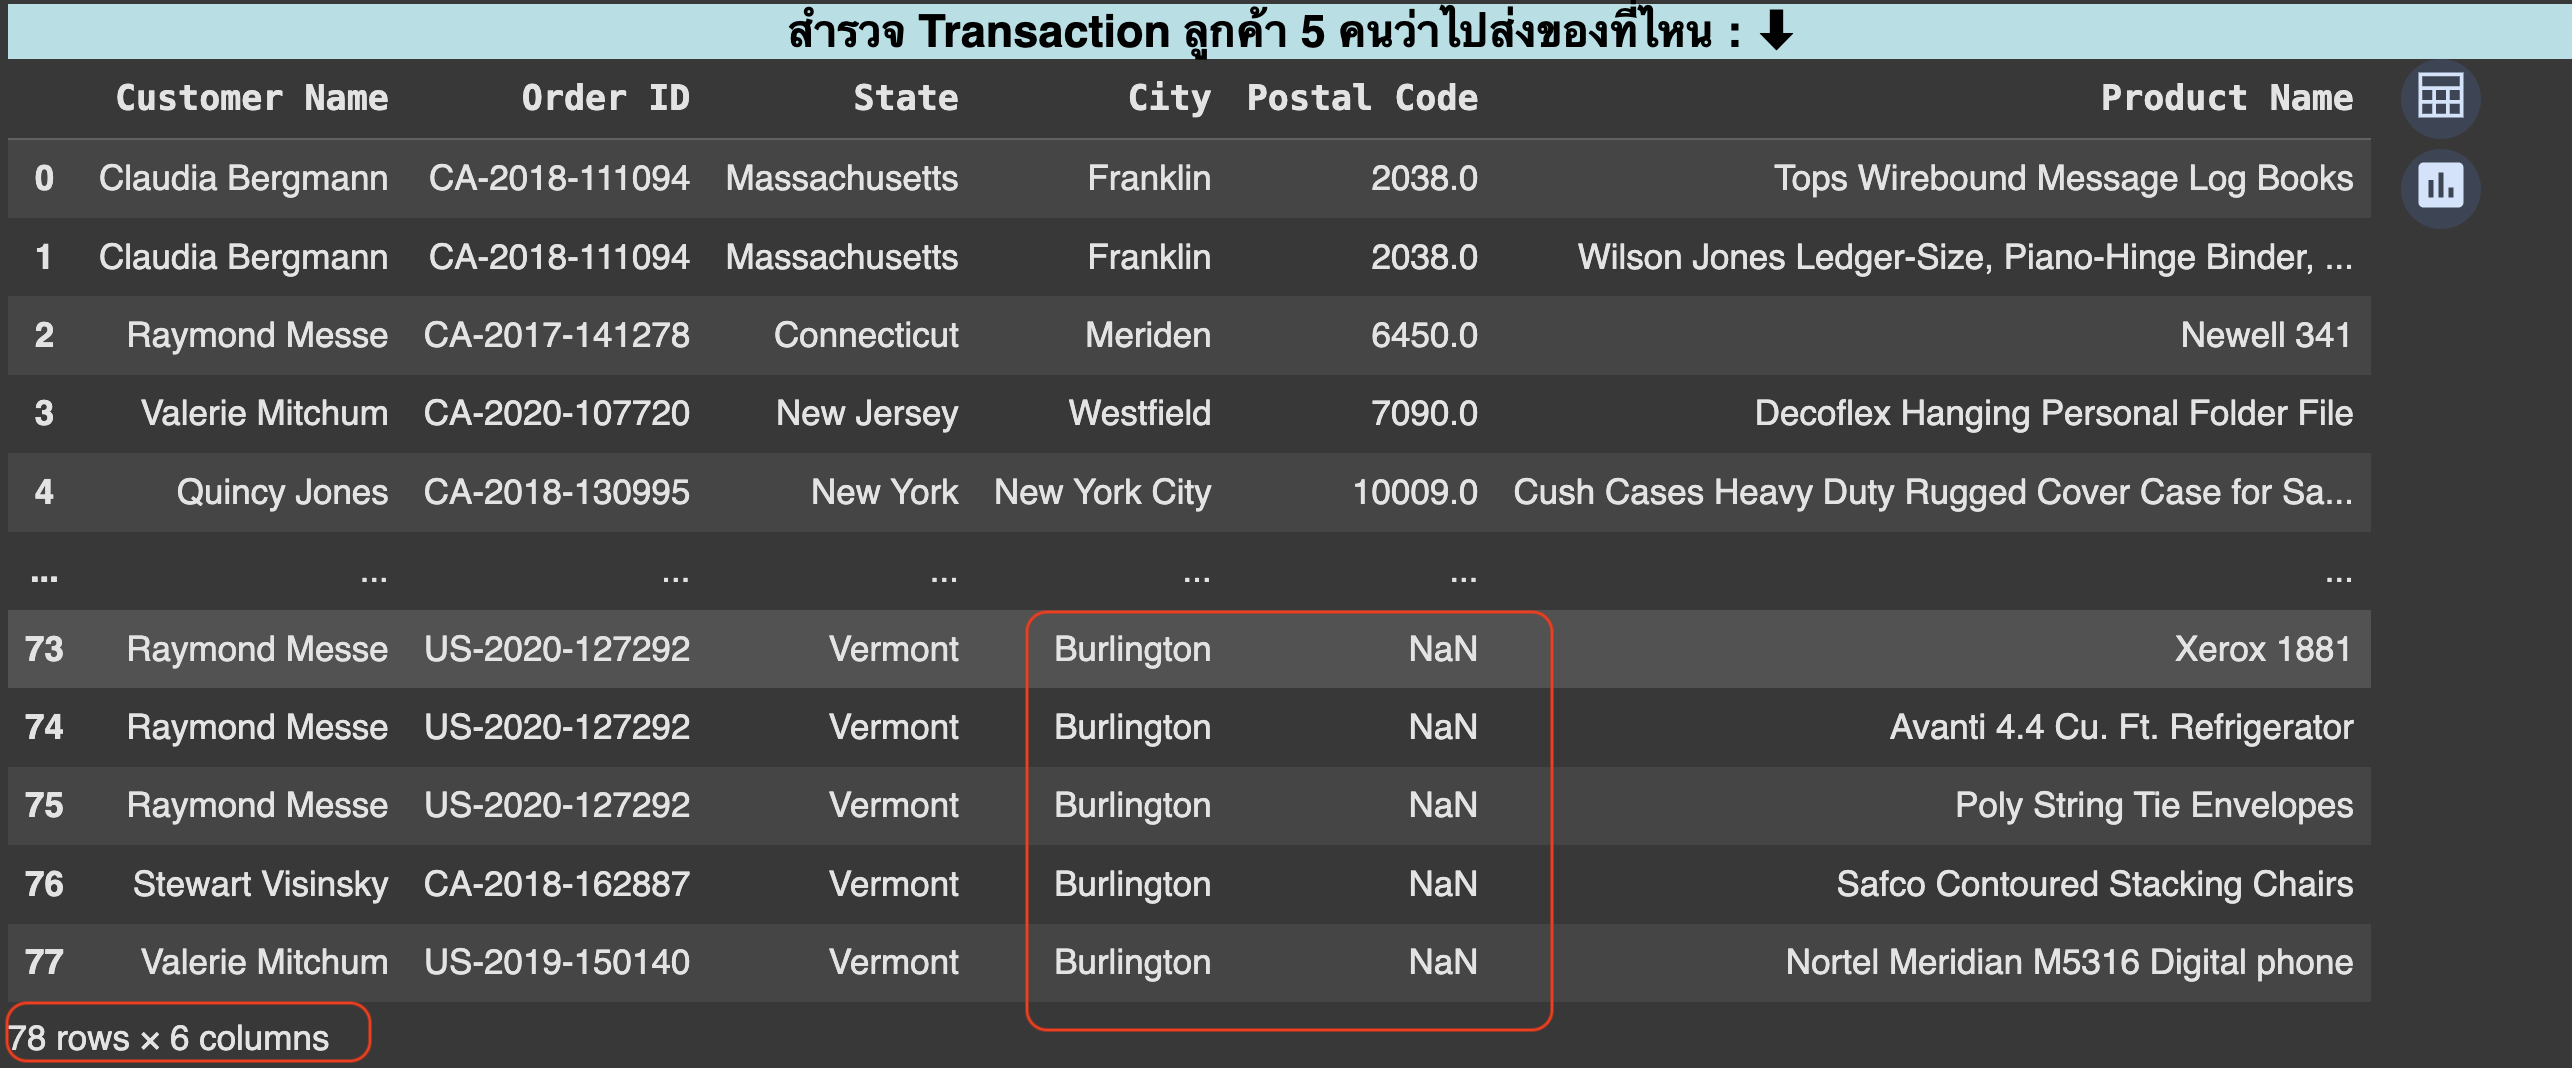 สำรวจ Transaction ลูกค้า 5 คนว่าไปส่งของที่ไหน : ⬇
Customer Name Order ID State City Postal Code Product Name
0 Claudia Bergmann CA-2018-111094 Massachusetts Franklin 2038.0 Tops Wirebound Message Log Books
1 Claudia Bergmann CA-2018-111094 Massachusetts Franklin 2038.0 Wilson Jones Ledger-Size, Piano-Hinge Binder, ...
2 Raymond Messe CA-2017-141278 Connecticut Meriden 6450.0 Newell 341
3 Valerie Mitchum CA-2020-107720 New Jersey Westfield 7090.0 Decoflex Hanging Personal Folder File
4 Quincy Jones CA-2018-130995 New York New York City 10009.0 Cush Cases Heavy Duty Rugged Cover Case for Sa...
... ... ... ... ... ... ...
73 Raymond Messe US-2020-127292 Vermont Burlington NaN Xerox 1881
74 Raymond Messe US-2020-127292 Vermont Burlington NaN Avanti 4.4 Cu. Ft. Refrigerator
75 Raymond Messe US-2020-127292 Vermont Burlington NaN Poly String Tie Envelopes
76 Stewart Visinsky CA-2018-162887 Vermont Burlington NaN Safco Contoured Stacking Chairs
77 Valerie Mitchum US-2019-150140 Vermont Burlington NaN Nortel Meridian M5316 Digital phone
78 rows × 6 columns